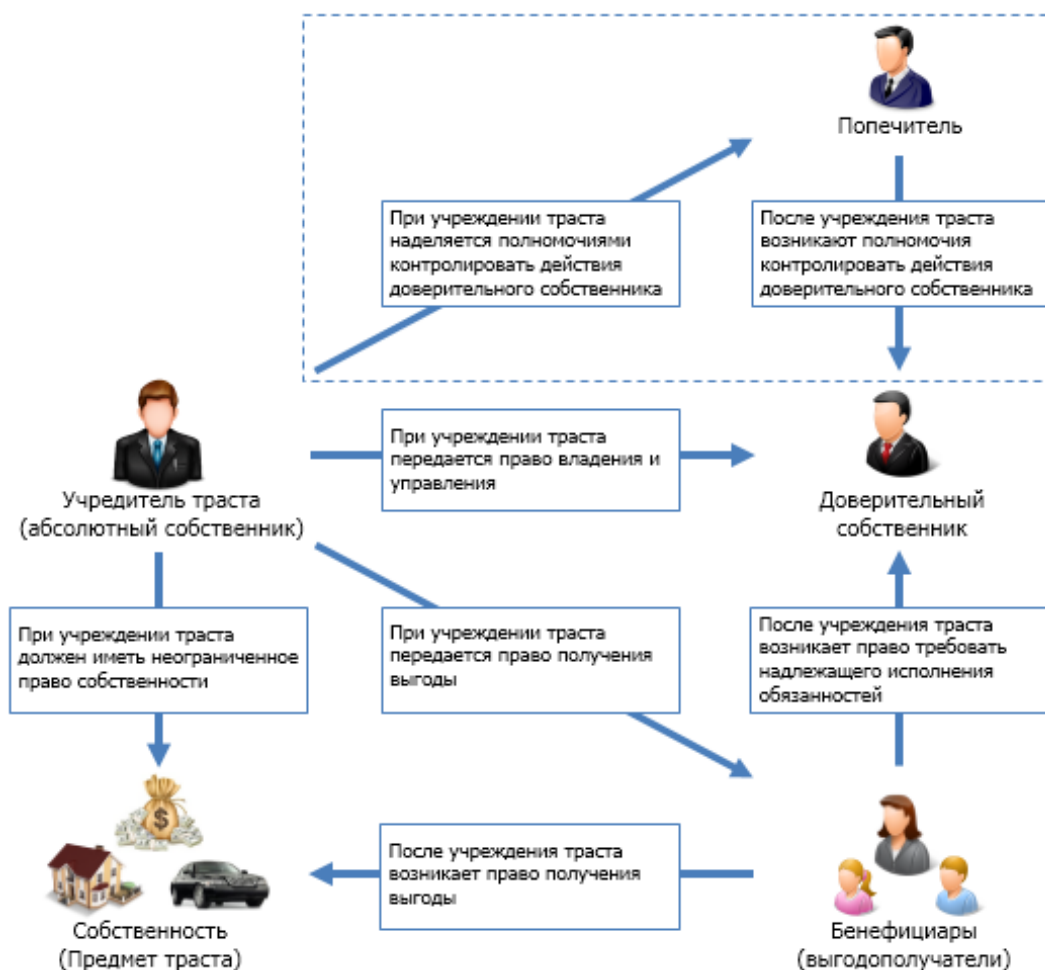 Попечитель
При учреждении траста
наделяется полномочиями
контролировать действия
доверительного собственника
После учреждения траста
возникают полномочия
контролировать действия
доверительного собственника
Учредитель траста
(абсолютный собственник)
При учреждении траста
передается право владения и
управления
Доверительный
собственник
При учреждении траста
должен иметь неограниченное
право собственности
При учреждении траста
передается право получения
выгоды
После учреждения траста
возникает право требовать
надлежащего исполнения
обязанностей
$
Собственность
(Предмет траста)
После учреждения траста
возникает право получения
выгоды
Бенефициары
(выгодополучатели)